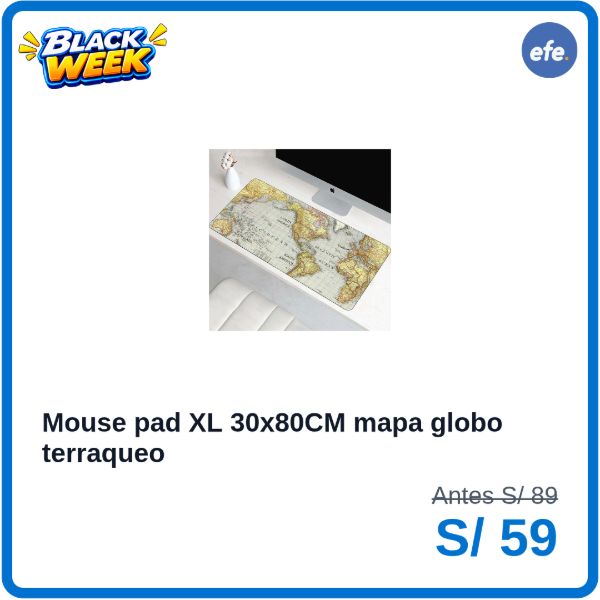 BLACK
WEEK
efe.
Mouse pad XL 30x80CM mapa globo
terraqueo
Antes S/ 89
S/ 59